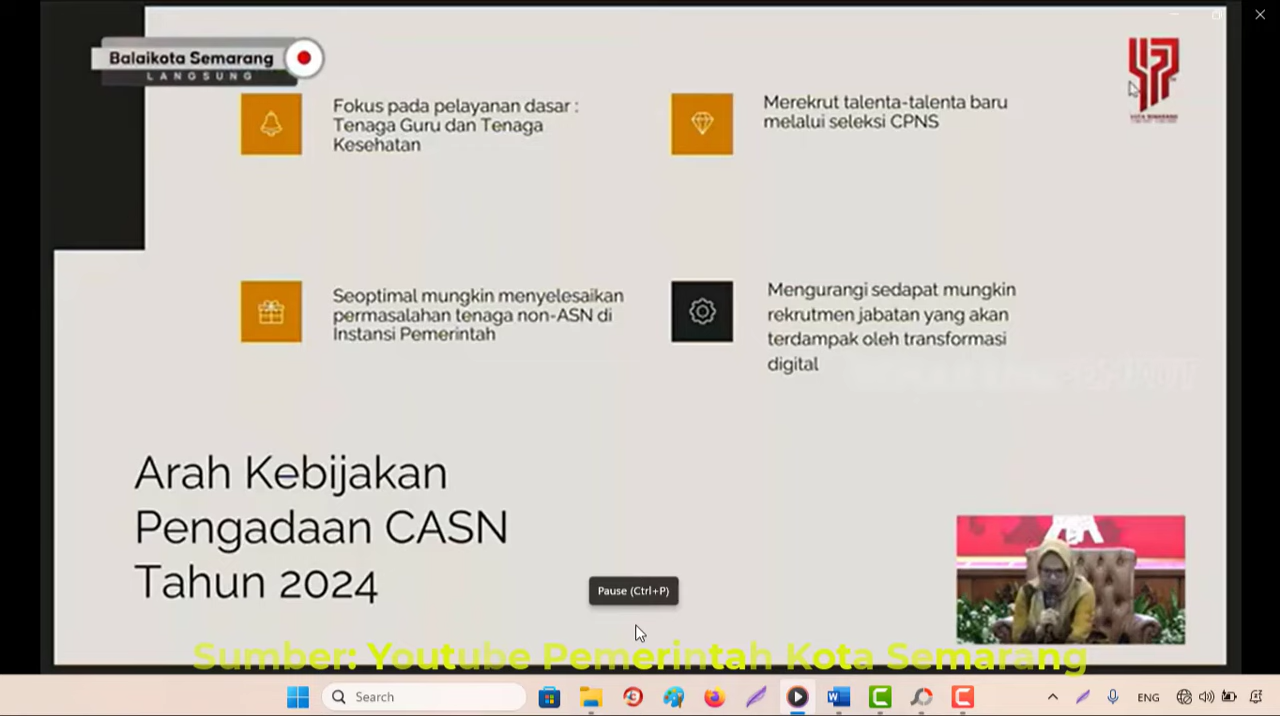 Balaikota Semarang
LANGSUNG
Fokus pada pelayanan dasar :
Tenaga Guru dan Tenaga
Kesehatan
Merekrut talenta-talenta baru
melalui seleksi CPNS
KOTA SEMARANG
Seoptimal mungkin menyelesaikan
permasalahan tenaga non-ASN di
Instansi Pemerintah
Mengurangi sedapat mungkin
rekrutmen jabatan yang akan
terdampak oleh transformasi
digital
Arah Kebijakan
Pengadaan CASN
Tahun 2024
Pause (Ctrl+P)
Sumber: Youtube Pemerintah Kota Semarang
Search
ENG